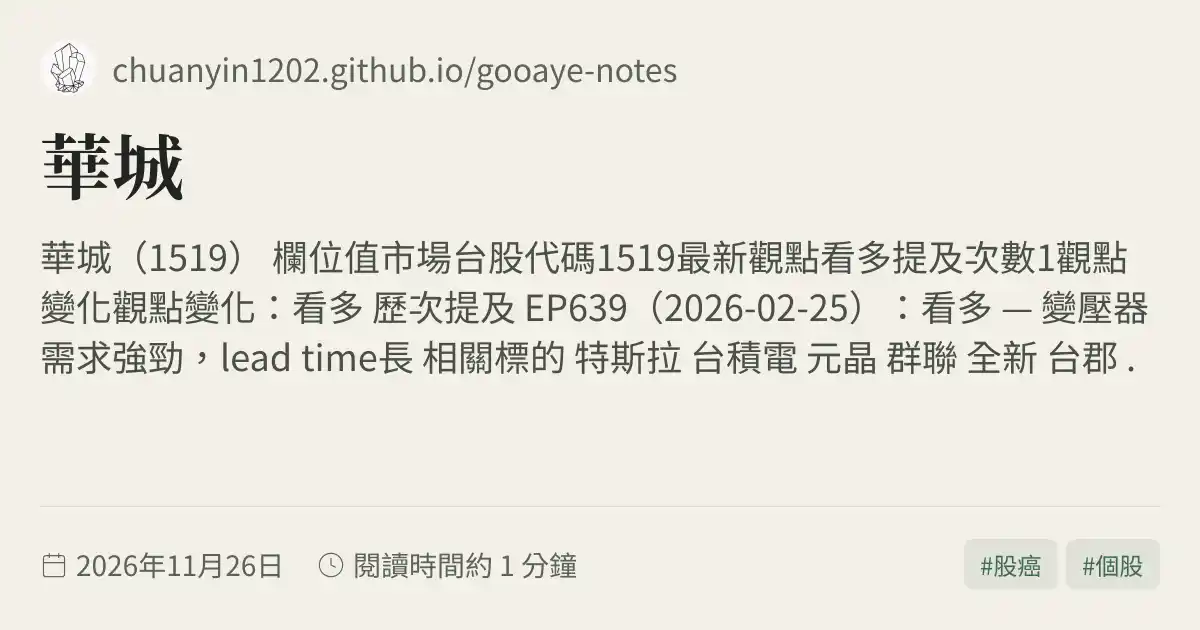 chuanyin1202.github.io/gooaye-notes
華城
華城（1519） 欄位值市場台股代碼1519最新觀點看多提及次數1觀點
變化觀點變化：看多 歷次提及 EP639（2026-02-25）：看多 — 變壓器
需求強勁，lead time長 相關標的 特斯拉 台積電 元晶 群聯 全新 台郡 .
2026年11月26日
閱讀時間約 1 分鐘
#股癌
#個股